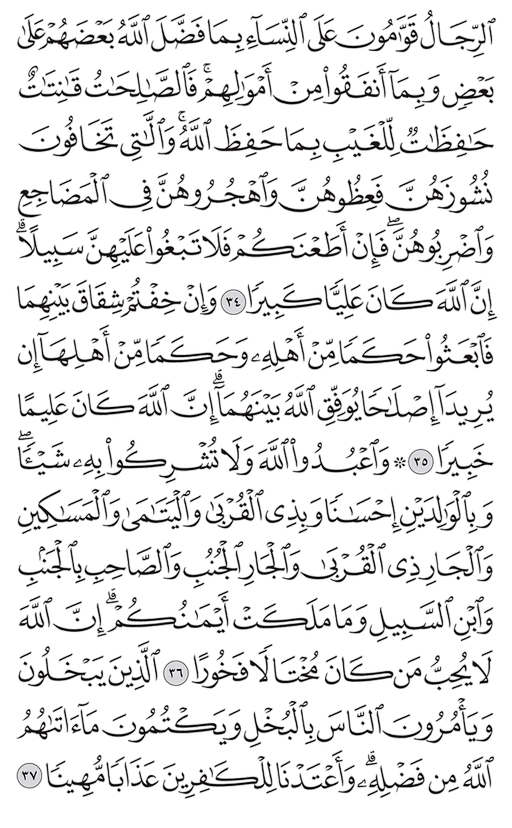 ٱلرِّجَالُ قَوَّٰمُونَ عَلَى ٱلنِّسَآءِ بِمَا فَضَّلَ ٱللَّهُ بَعْضَهُمْ عَلَىٰ
بَعْضٖ وَبِمَآ أَنفَقُواْ مِنْ أَمْوَٰلِهِمْۚ فَٱلصَّٰلِحَٰتُ قَٰنِتَٰتٌ
حَٰفِظَٰتٞ لِّلْغَيْبِ بِمَا حَفِظَ ٱللَّهُۚ وَٱلَّٰتِي تَخَافُونَ
نُشُوزَهُنَّ فَعِظُوهُنَّ وَٱهْجُرُوهُنَّ فِي ٱلْمَضَاجِعِ
وَٱضْرِبُوهُنَّۖ فَإِنْ أَطَعْنَكُمْ فَلَا تَبْغُواْ عَلَيْهِنَّ سَبِيلًاۗ
إِنَّ ٱللَّهَ كَانَ عَلِيّٗا كَبِيرٗا ٣٤ وَإِنْ خِفْتُمْ شِقَاقَ بَيْنِهِمَا
فَٱبْعَثُواْ حَكَمٗا مِّنْ أَهْلِهِۦ وَحَكَمٗا مِّنْ أَهْلِهَآ إِن
يُرِيدَآ إِصْلَٰحٗا يُوَفِّقِ ٱللَّهُ بَيْنَهُمَآۗ إِنَّ ٱللَّهَ كَانَ عَلِيمًا
خَبِيرٗا ٣٥ ۞ وَٱعْبُدُواْ ٱللَّهَ وَلَا تُشْرِكُواْ بِهِۦ شَيْـٔٗاۖ
وَبِٱلْوَٰلِدَيْنِ إِحْسَٰنٗا وَبِذِي ٱلْقُرْبَىٰ وَٱلْيَتَٰمَىٰ وَٱلْمَسَٰكِينِ
وَٱلْجَارِ ذِي ٱلْقُرْبَىٰ وَٱلْجَارِ ٱلْجُنُبِ وَٱلصَّاحِبِ بِٱلْجَنۢبِ
وَٱبْنِ ٱلسَّبِيلِ وَمَا مَلَكَتْ أَيْمَٰنُكُمْۗ إِنَّ ٱللَّهَ
لَا يُحِبُّ مَن كَانَ مُخْتَالٗا فَخُورًا ٣٦ ٱلَّذِينَ يَبْخَلُونَ
وَيَأْمُرُونَ ٱلنَّاسَ بِٱلْبُخْلِ وَيَكْتُمُونَ مَآ ءَاتَىٰهُمُ
ٱللَّهُ مِن فَضْلِهِۦۗ وَأَعْتَدْنَا لِلْكَٰفِرِينَ عَذَابٗا مُّهِينٗا ٣٧